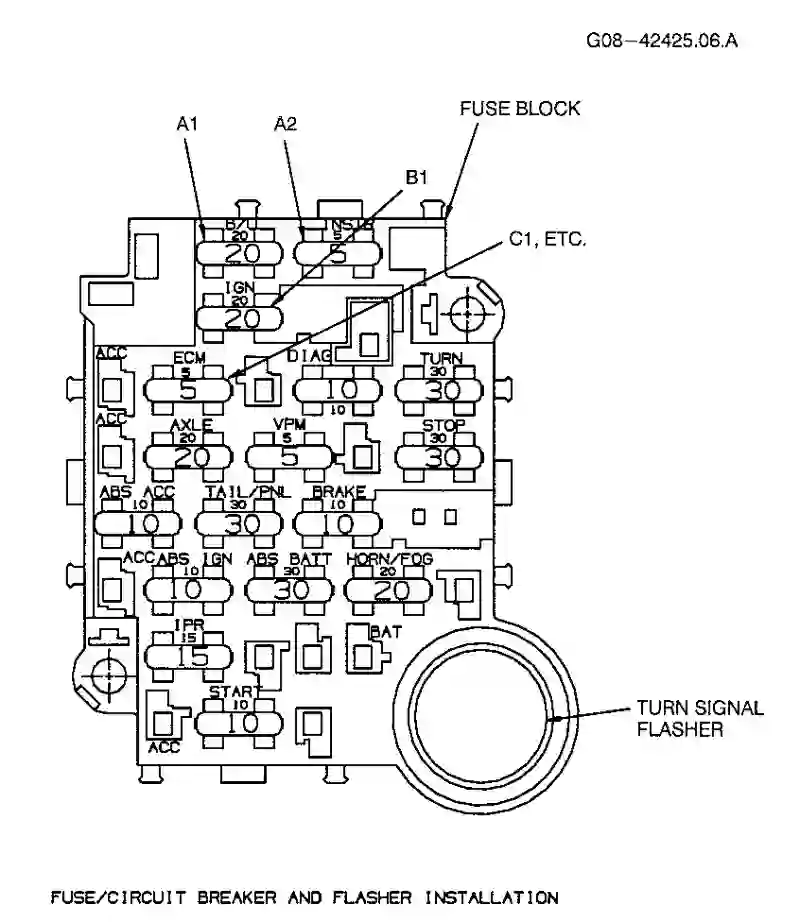 G08-42425.06.A
A1 A2 FUSE BLOCK
B1
C1, ETC.
B/U
20
20
5
5
IGN
20
20
ACC ECM DIAG TURN
5
5
10
10
30
30
ACC AXLE VPM STOP
20
20
5
5
30
30
ABS ACC TAIL/PNL BRAKE
10
10
30
30
10
10
ACC ABS IGN ABS BATT HORN/FOG
10
10
30
30
20
20
IPR BAT
15
15
START
10
10
ACC
TURN SIGNAL
FLASHER
FUSE/CIRCUIT BREAKER AND FLASHER INSTALLATION